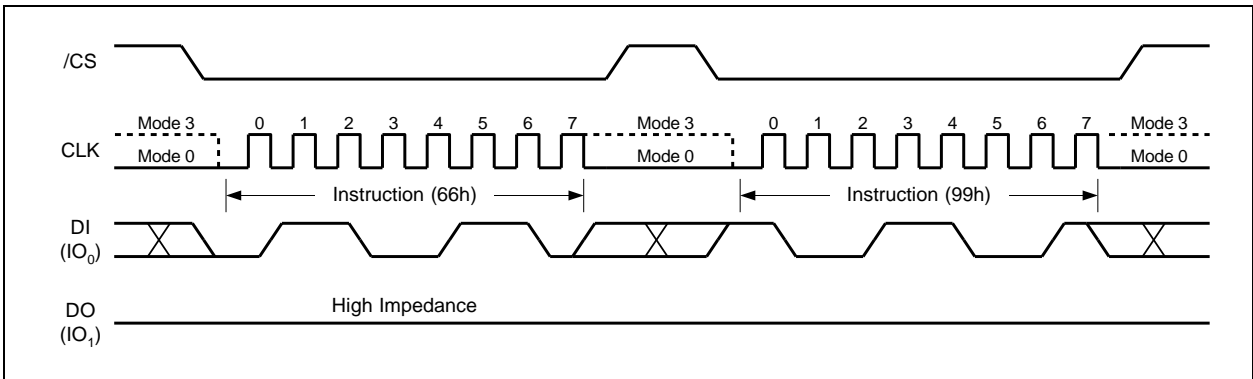 /CS
Mode 3 0 1 2 3 4 5 6 7 Mode 3 0 1 2 3 4 5 6 7 Mode 3
CLK
Mode 0 Mode 0 Mode 0
Instruction (66h) Instruction (99h)
DI
(IO0)
High Impedance
DO
(IO1)